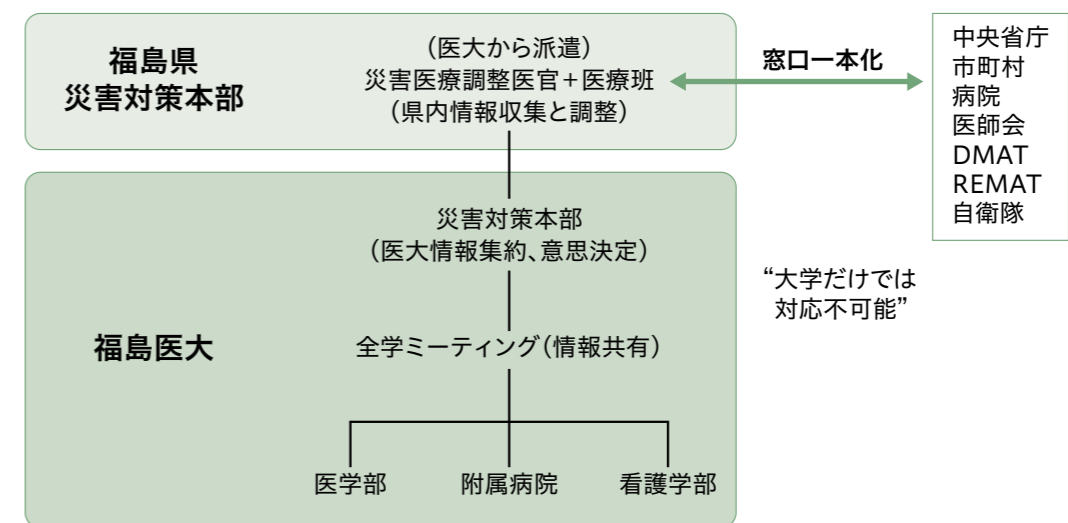 福島県
災害対策本部
(医大から派遣)
災害医療調整医官+医療班
(県内情報収集と調整)
窓口一本化
中央省庁
市町村
病院
医師会
DMAT
REMAT
自衛隊
福島医大
災害対策本部
(医大情報集約、意思決定)
“大学だけでは
対応不可能”
全学ミーティング(情報共有)
医学部
附属病院
看護学部